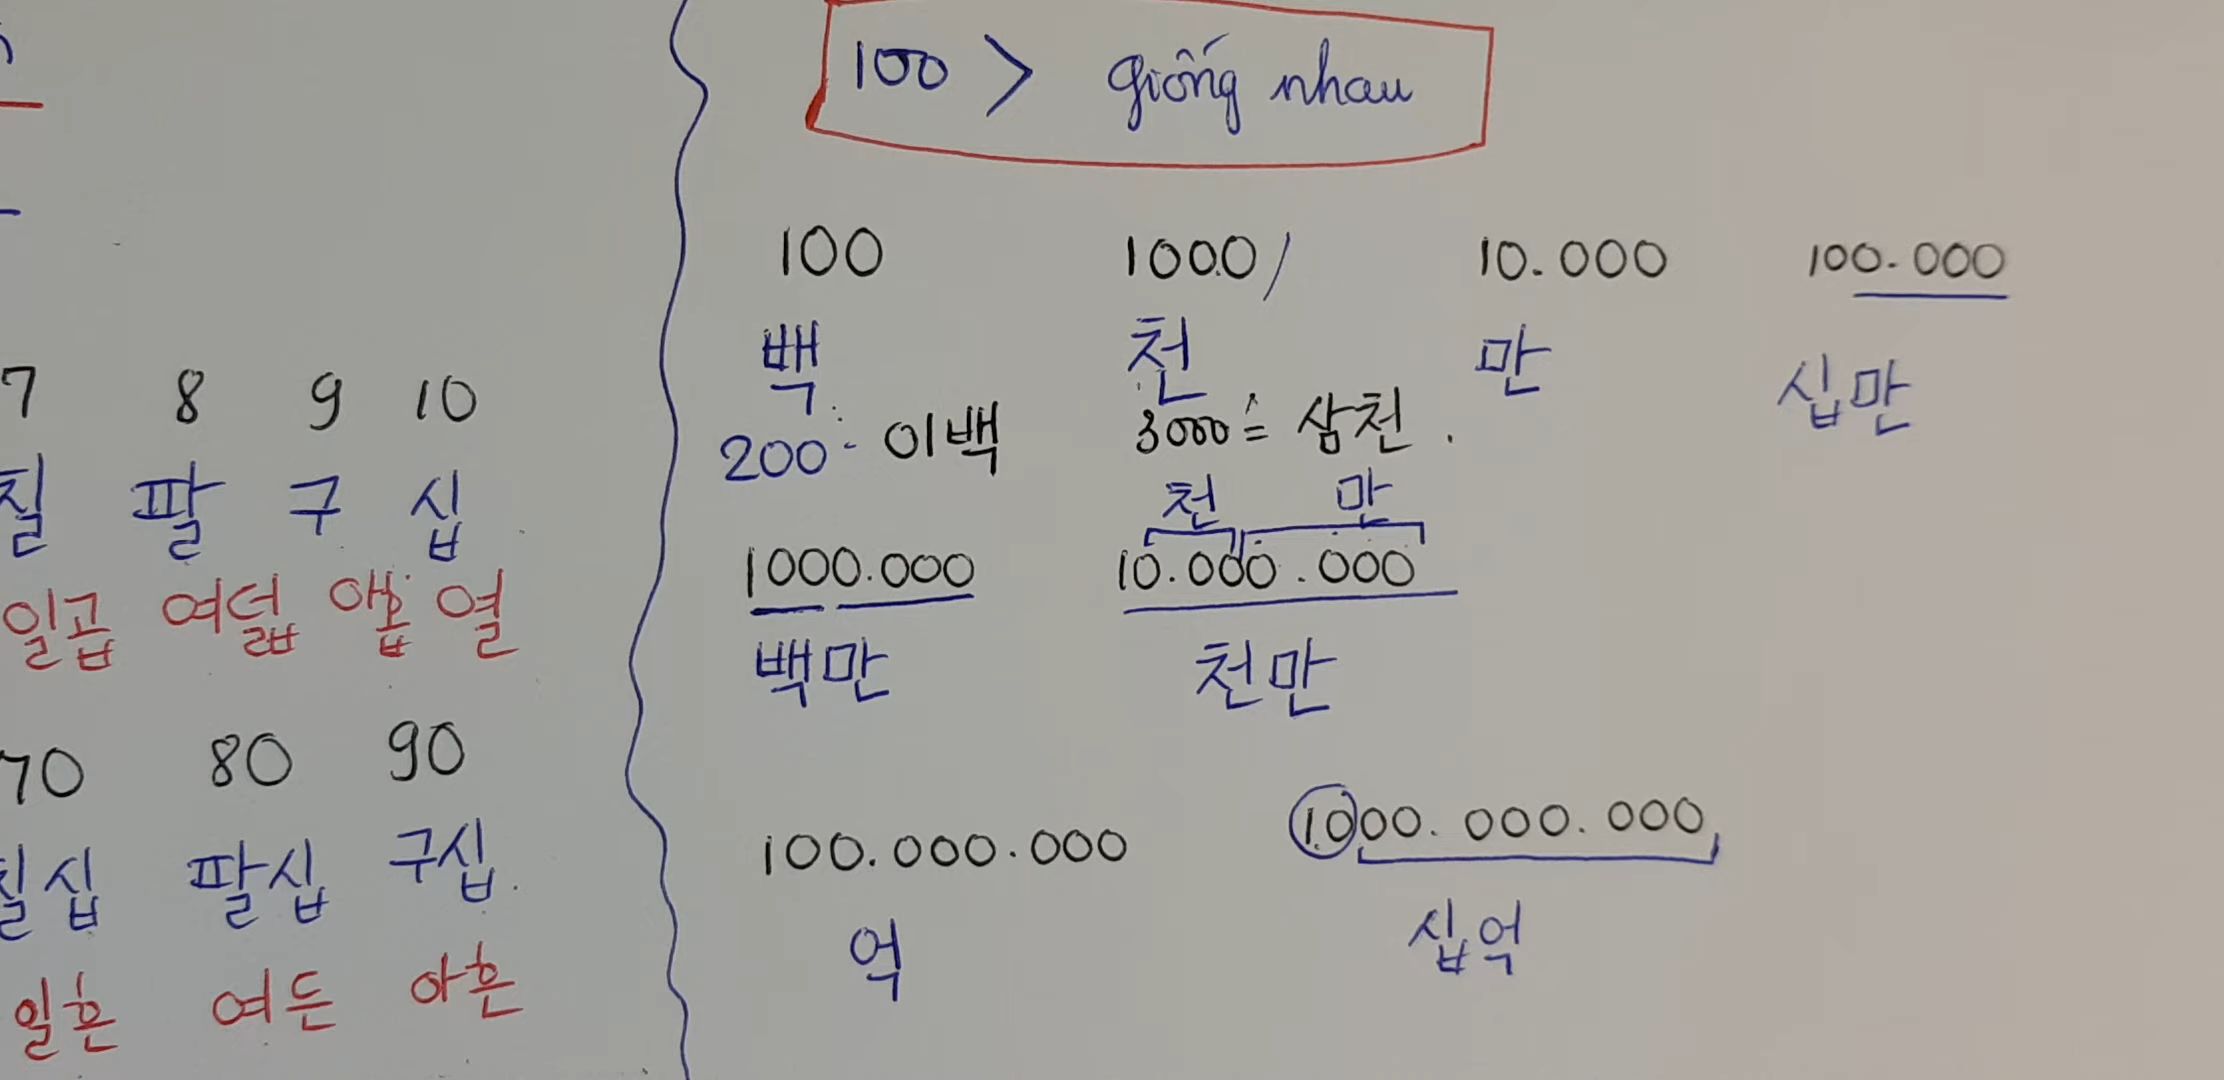 100 > giống nhau
100 1000/ 10.000 100.000
백 천 만 십만
200 - 이백 3000 = 삼천.
천 만
1000.000 10.000.000
백만 천만
100.000.000 1000.000.000
억 십억
7 8 9 10
칠 팔 구 십
일곱 여덟 아홉 열
70 80 90
칠십 팔십 구십.
일흔 여든 아흔